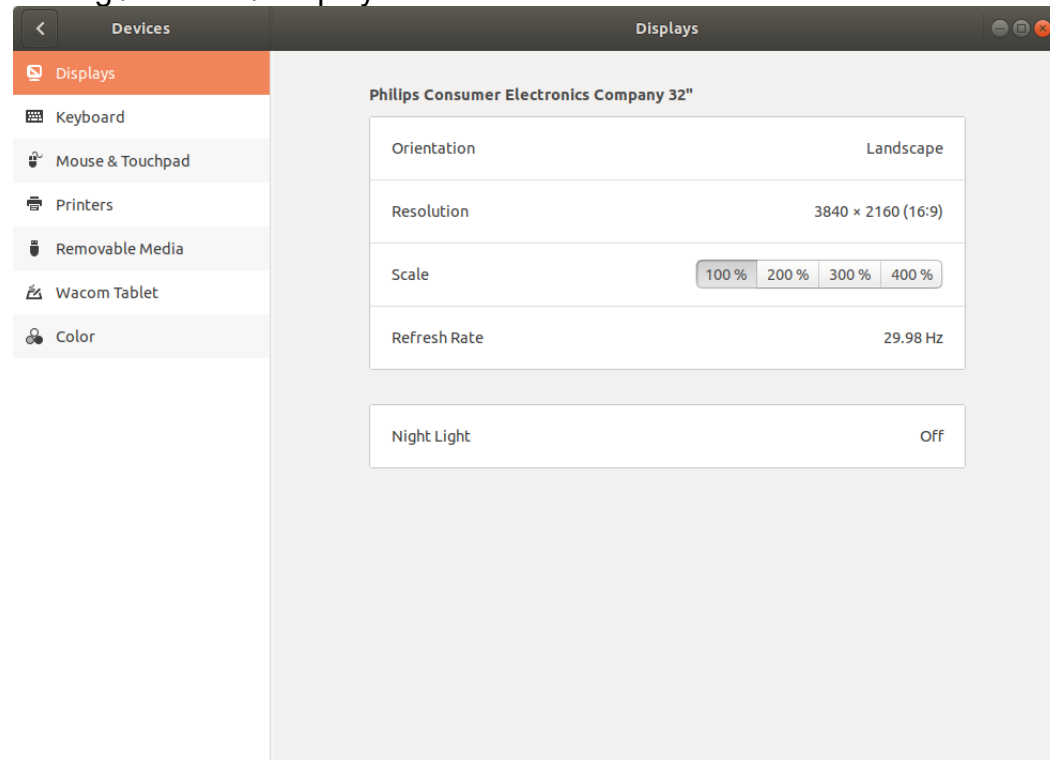 Devices
Displays
Displays
Keyboard
Mouse & Touchpad
Printers
Removable Media
Wacom Tablet
Color
Philips Consumer Electronics Company 32"
Orientation Landscape
Resolution 3840 × 2160 (16:9)
Scale 100 % 200 % 300 % 400 %
Refresh Rate 29.98 Hz
Night Light Off